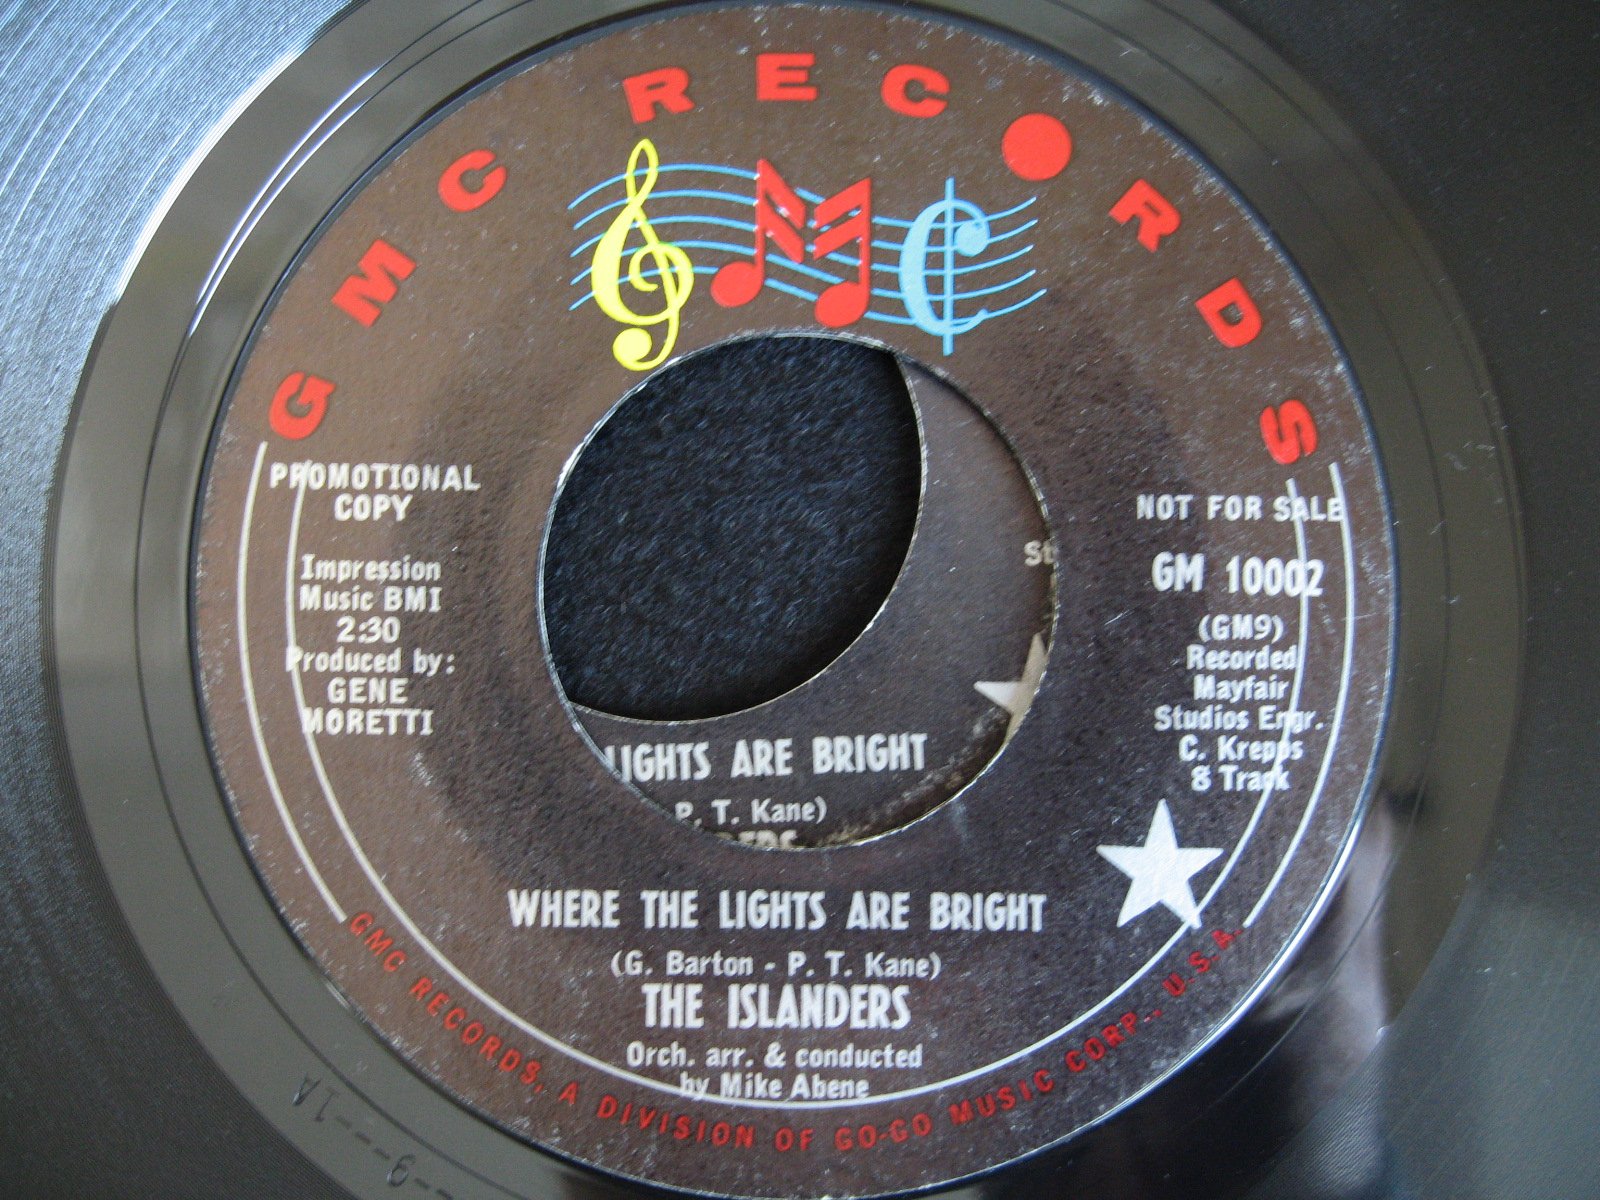 GMC RECORDS
PROMOTIONAL
COPY
Impression
Music BMI
2:30
Produced by:
GENE
MORETTI
NOT FOR SALE
GM 10002
(GM9)
Recorded
Mayfair
Studios Engr.
C. Krepps
8 Track
LIGHTS ARE BRIGHT
P. T. Kane)
WHERE THE LIGHTS ARE BRIGHT
(G. Barton - P. T. Kane)
THE ISLANDERS
Orch. arr. & conducted
by Mike Abene
GMC RECORDS, A DIVISION OF GO-GO MUSIC CORP., U.S.A.